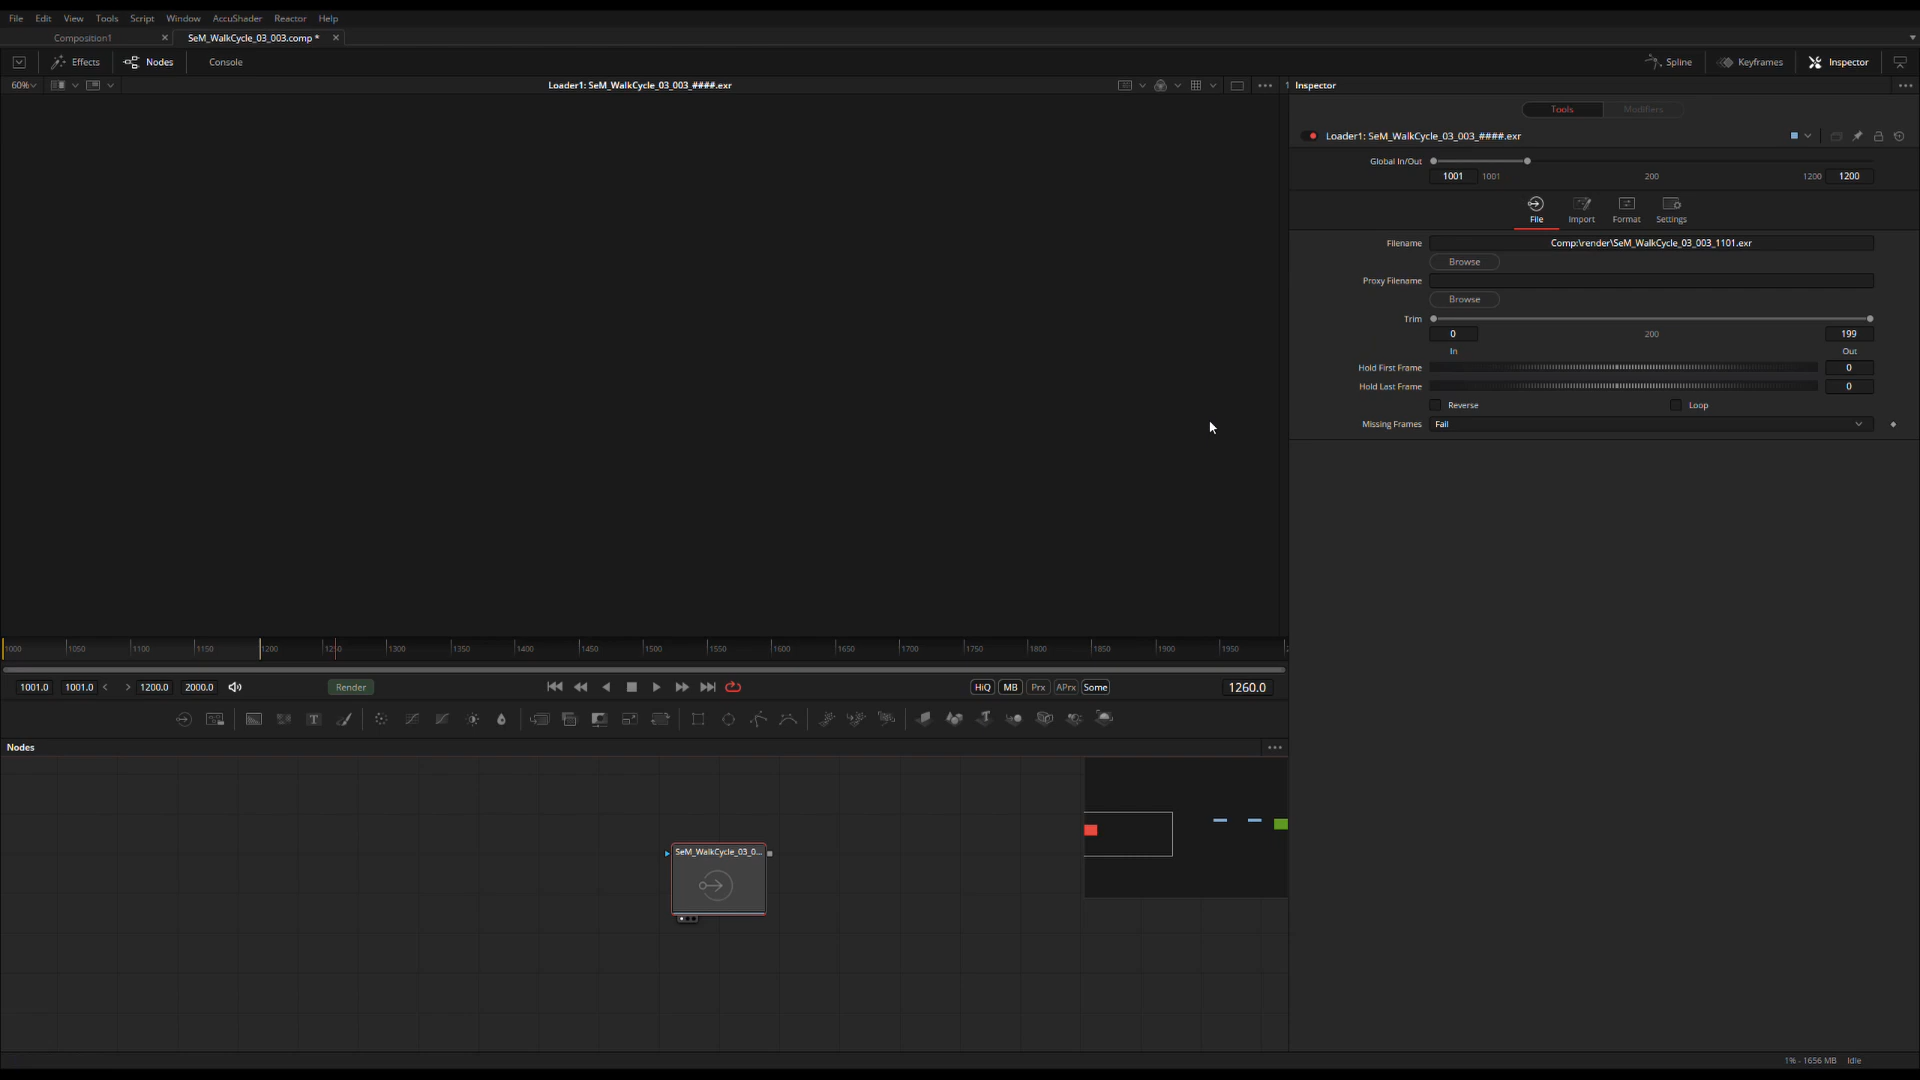 File Edit View Tools Script Window AccuShader Reactor Help
Composition1 × SeM_WalkCycle_03_003.comp * ×
Effects Nodes Console Spline Keyframes Inspector
60% Loader1: SeM_WalkCycle_03_003_####.exr Inspector
Tools Modifiers
Loader1: SeM_WalkCycle_03_003_####.exr
Global In/Out
1001 1001 200 1200 1200
File Import Format Settings
Filename Comp:\render\SeM_WalkCycle_03_003_1101.exr
Browse
Proxy Filename
Browse
Trim
0 200 199
In Out
Hold First Frame 0
Hold Last Frame 0
Reverse Loop
Missing Frames Fail
1000 1050 1100 1150 1200 1250 1300 1350 1400 1450 1500 1550 1600 1650 1700 1750 1800 1850 1900 1950
1001.0 1001.0 < > 1200.0 2000.0 Render HiQ MB Prx APrx Some 1260.0
Nodes
SeM_WalkCycle_03_0...
1% - 1656 MB Idle